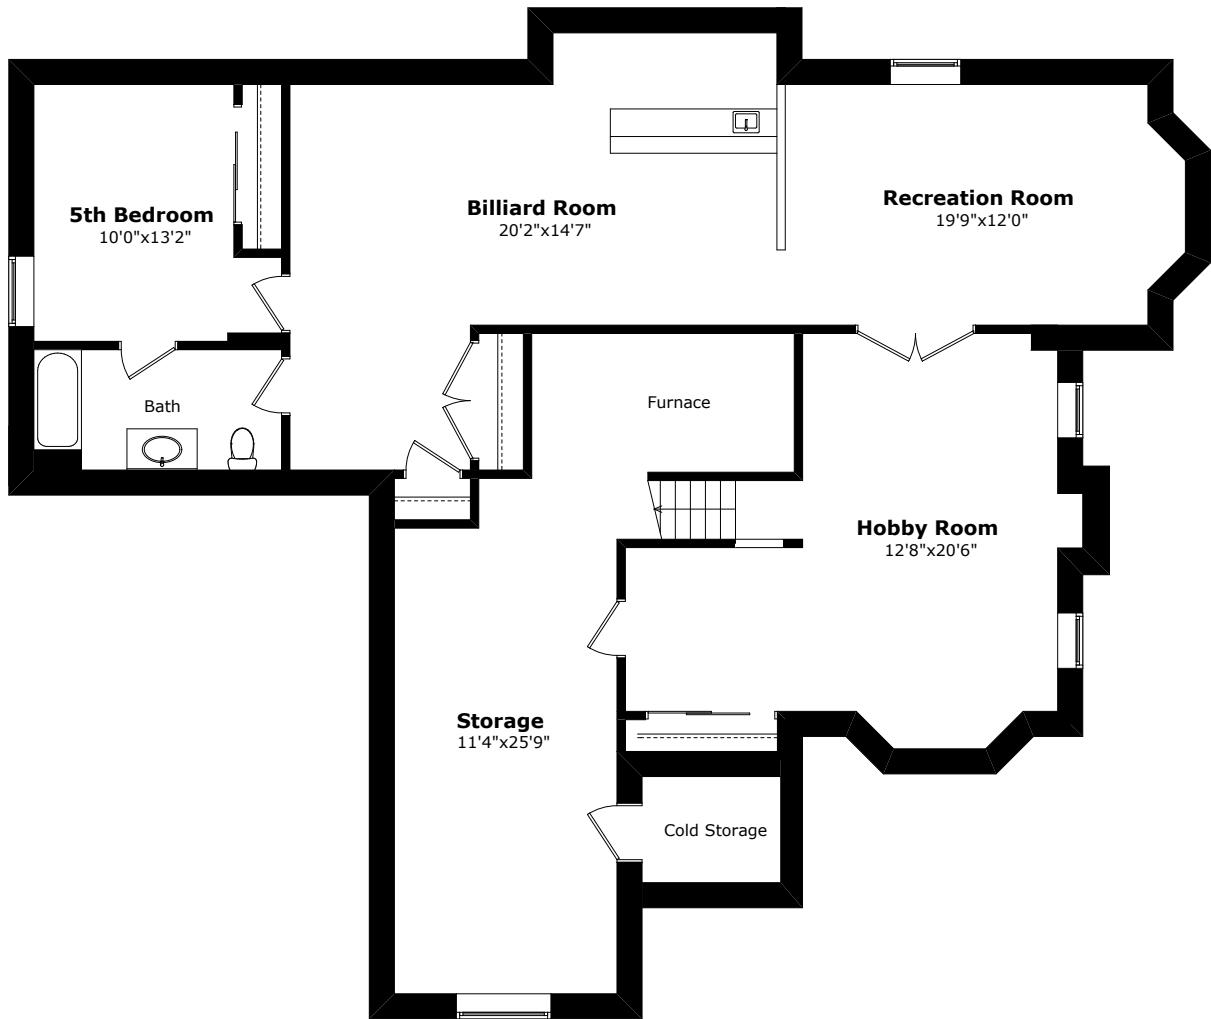 5th Bedroom
10'0"x13'2"
Billiard Room
20'2"x14'7"
Recreation Room
19'9"x12'0"
Bath
Furnace
Hobby Room
12'8"x20'6"
Storage
11'4"x25'9"
Cold Storage